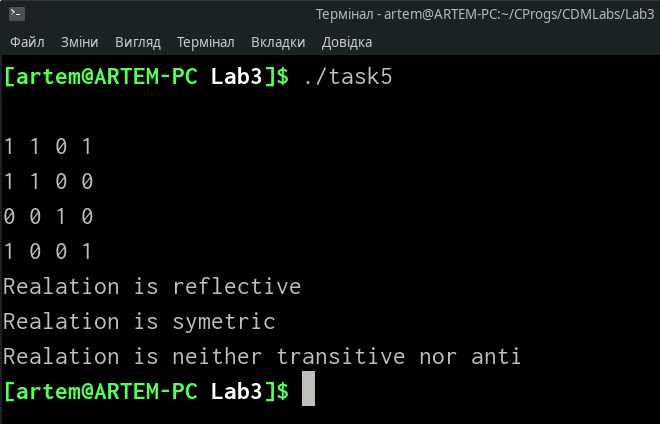 Термінал - artem@ARTEM-PC:~/CProgs/CDMLabs/Lab3
Файл Зміни Вигляд Термінал Вкладки Довідка
[artem@ARTEM-PC Lab3]$ ./task5
1 1 0 1
1 1 0 0
0 0 1 0
1 0 0 1
Realation is reflective
Realation is symetric
Realation is neither transitive nor anti
[artem@ARTEM-PC Lab3]$